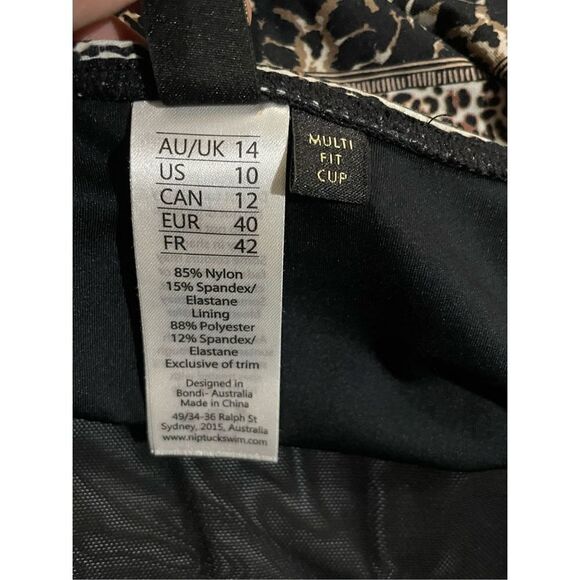 AU/UK 14
US 10
CAN 12
EUR 40
FR 42
85% Nylon
15% Spandex/
Elastane
Lining
88% Polyester
12% Spandex/
Elastane
Exclusive of trim
Designed in
Bondi- Australia
Made in China
49/34-36 Ralph St
Sydney, 2015, Australia
www.niptuckswim.com
MULTI
FIT
CUP